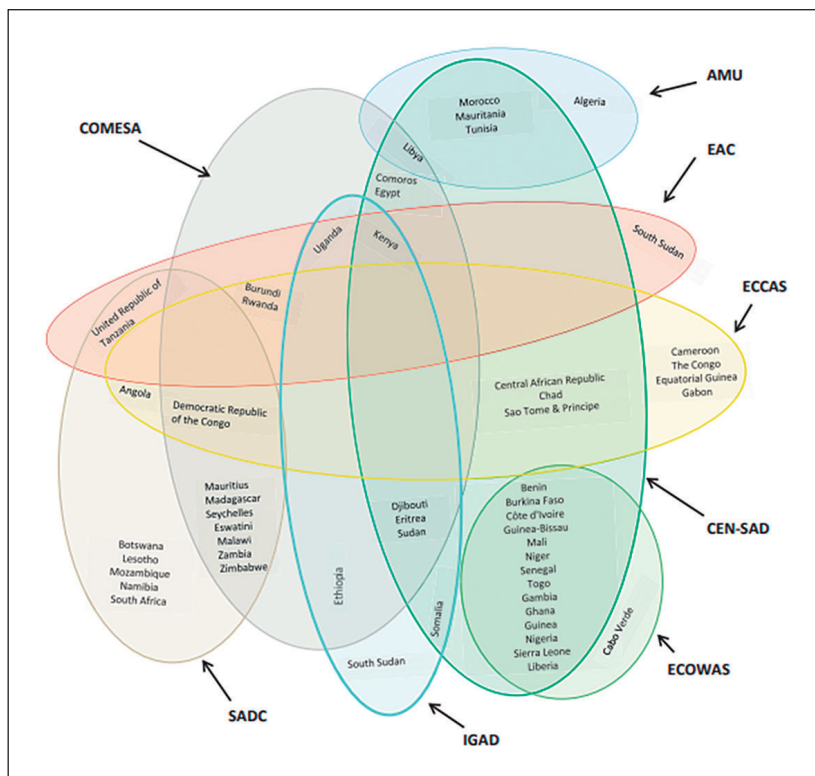 AMU
Morocco
Mauritania
Tunisia
Algeria
COMESA
Libya
EAC
Comoros
Egypt
Uganda
Kenya
South Sudan
United Republic of
Tanzania
Burundi
Rwanda
ECCAS
Cameroon
The Congo
Equatorial Guinea
Gabon
Central African Republic
Chad
Sao Tome & Principe
Angola
Democratic Republic
of the Congo
Mauritius
Madagascar
Seychelles
Eswatini
Malawi
Zambia
Zimbabwe
Djibouti
Eritrea
Sudan
Benin
Burkina Faso
Côte d'Ivoire
Guinea-Bissau
Mali
Niger
Senegal
Togo
Gambia
Ghana
Guinea
Nigeria
Sierra Leone
Liberia
CEN-SAD
Botswana
Lesotho
Mozambique
Namibia
South Africa
Ethiopia
Somalia
Cabo Verde
South Sudan
ECOWAS
SADC
IGAD